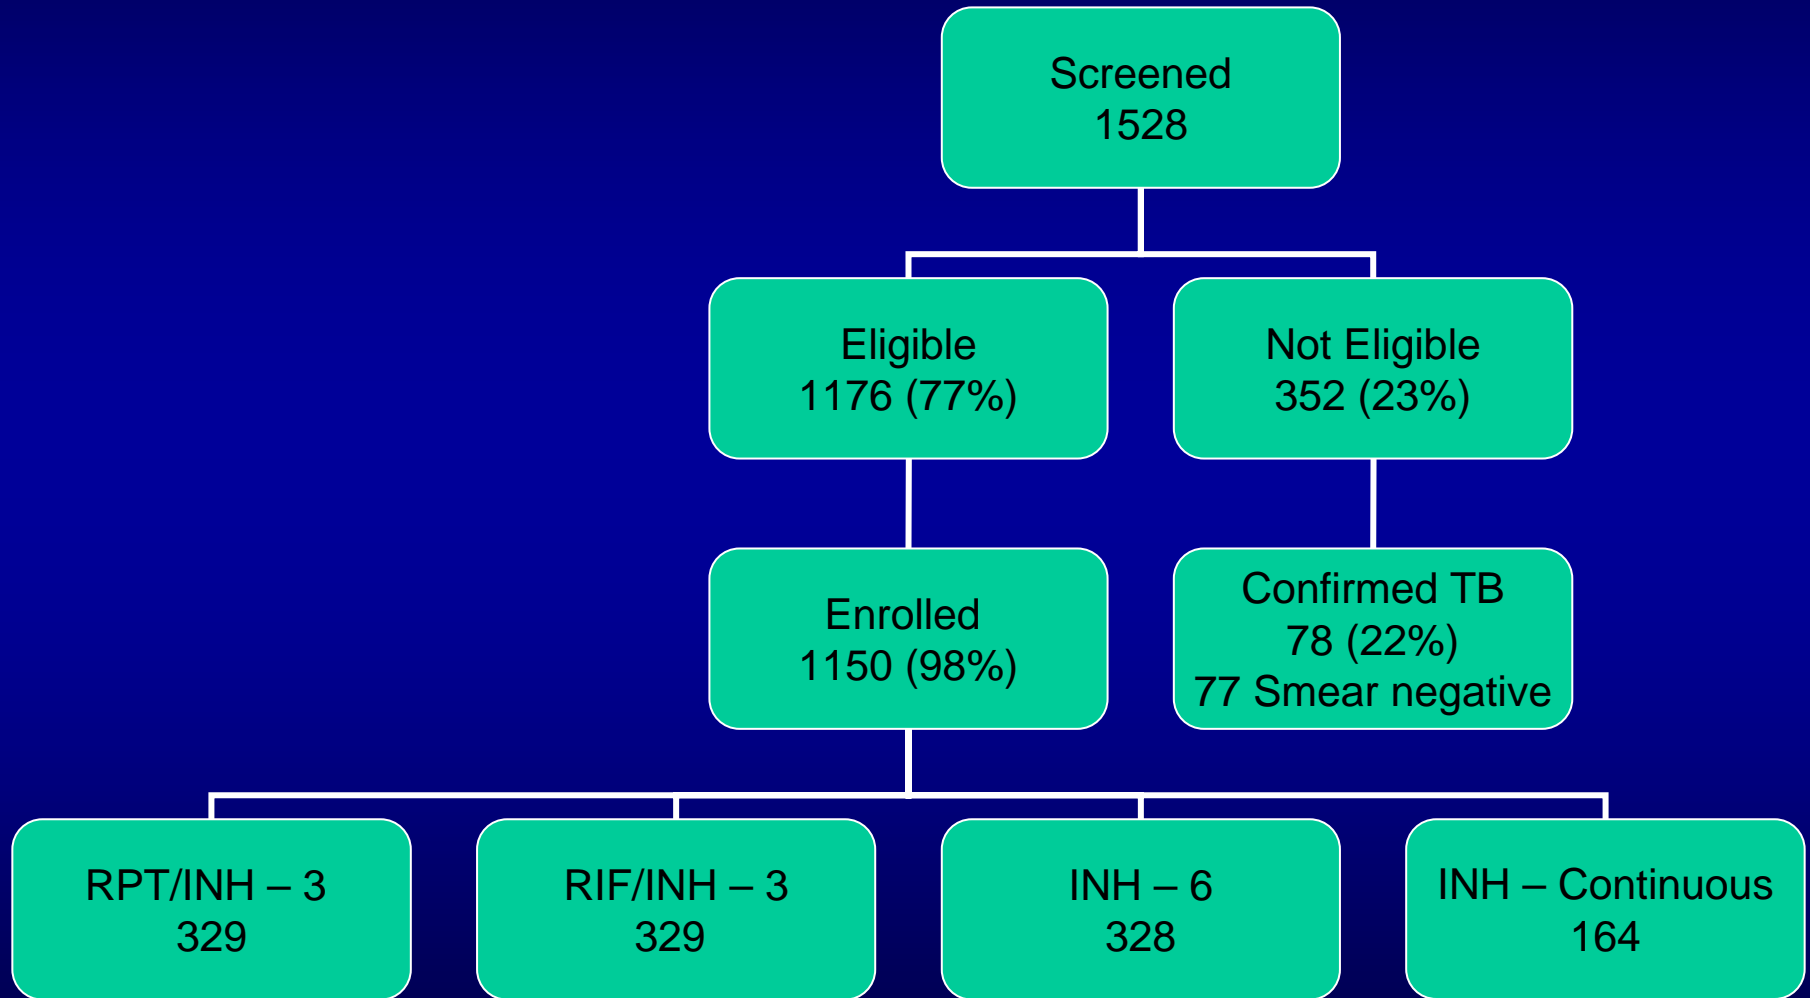 Screened
1528
Eligible
1176 (77%)
Not Eligible
352 (23%)
Enrolled
1150 (98%)
Confirmed TB
78 (22%)
77 Smear negative
RPT/INH – 3
329
RIF/INH – 3
329
INH – 6
328
INH – Continuous
164